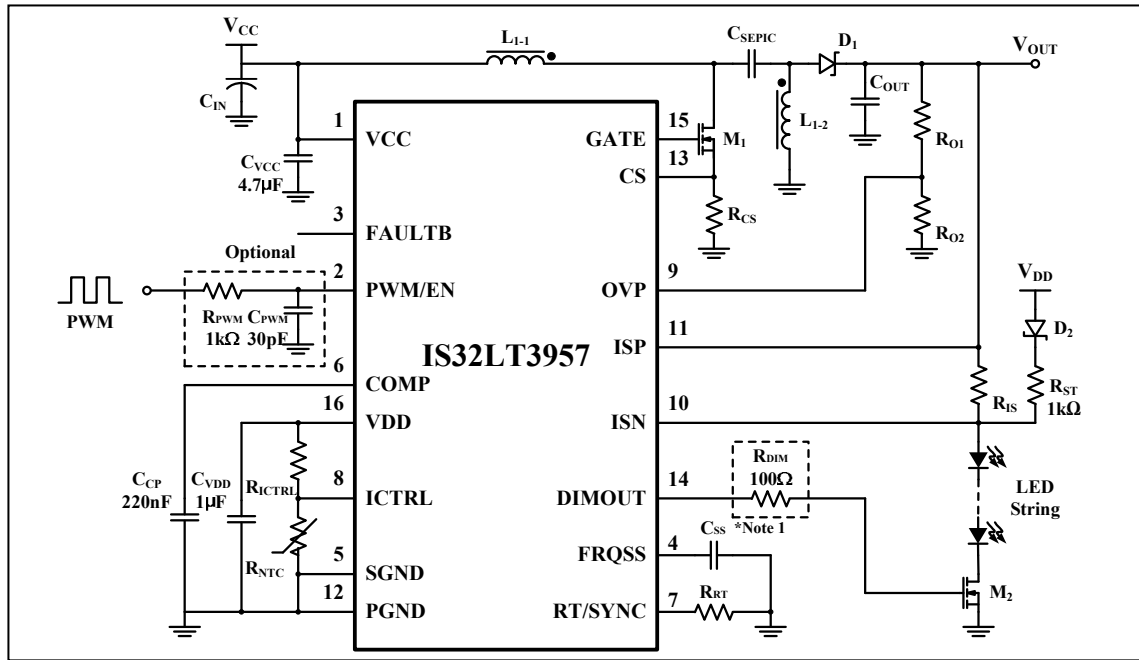 VCC
CIN
L1-1
CSEPIC
D1
VOUT
COUT
L1-2
RO1
RO2
1
VCC
CVCC
4.7µF
3
FAULTB
Optional
PWM
RPWM
1kΩ
CPWM
30pF
2
PWM/EN
6
COMP
16
VDD
CCP
220nF
CVDD
1µF
RICTRL
8
ICTRL
RNTC
5
SGND
12
PGND
IS32LT3957
GATE
15
M1
CS
13
RCS
OVP
9
ISP
11
ISN
10
VDD
D2
RST
1kΩ
RIS
DIMOUT
14
RDIM
100Ω
*Note 1
LED
String
FRQSS
4
CSS
RT/SYNC
7
RRT
M2